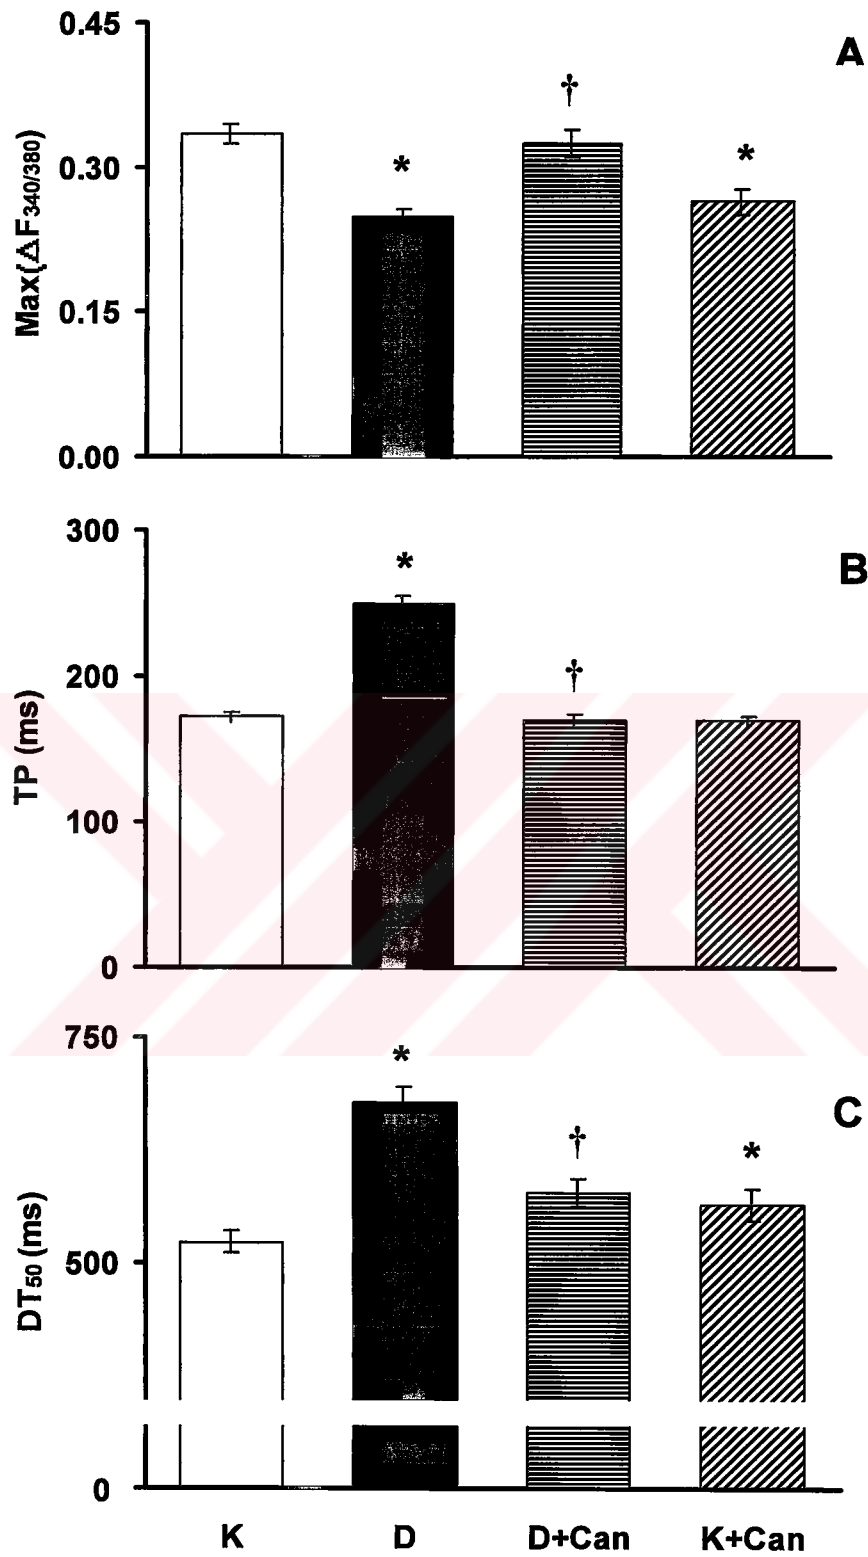 A
0.45
0.30
0.15
0.00
Max(ΔF340/380)
*
†
*
B
300
200
100
0
TP (ms)
*
†
C
750
500
0
DT50 (ms)
*
†
*
K D D+Can K+Can